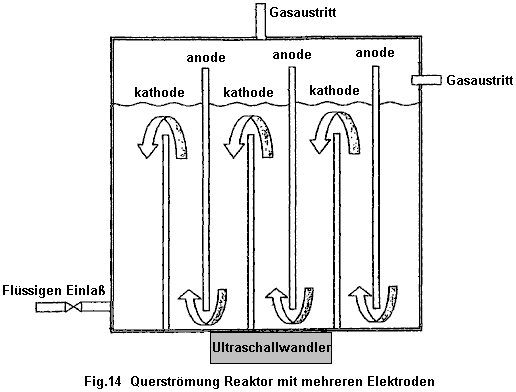 Gasaustritt
anode anode anode
Gasaustritt
kathode kathode kathode
Flüssigen Einlaß
Ultraschallwandler
Fig.14 Querströmung Reaktor mit mehreren Elektroden